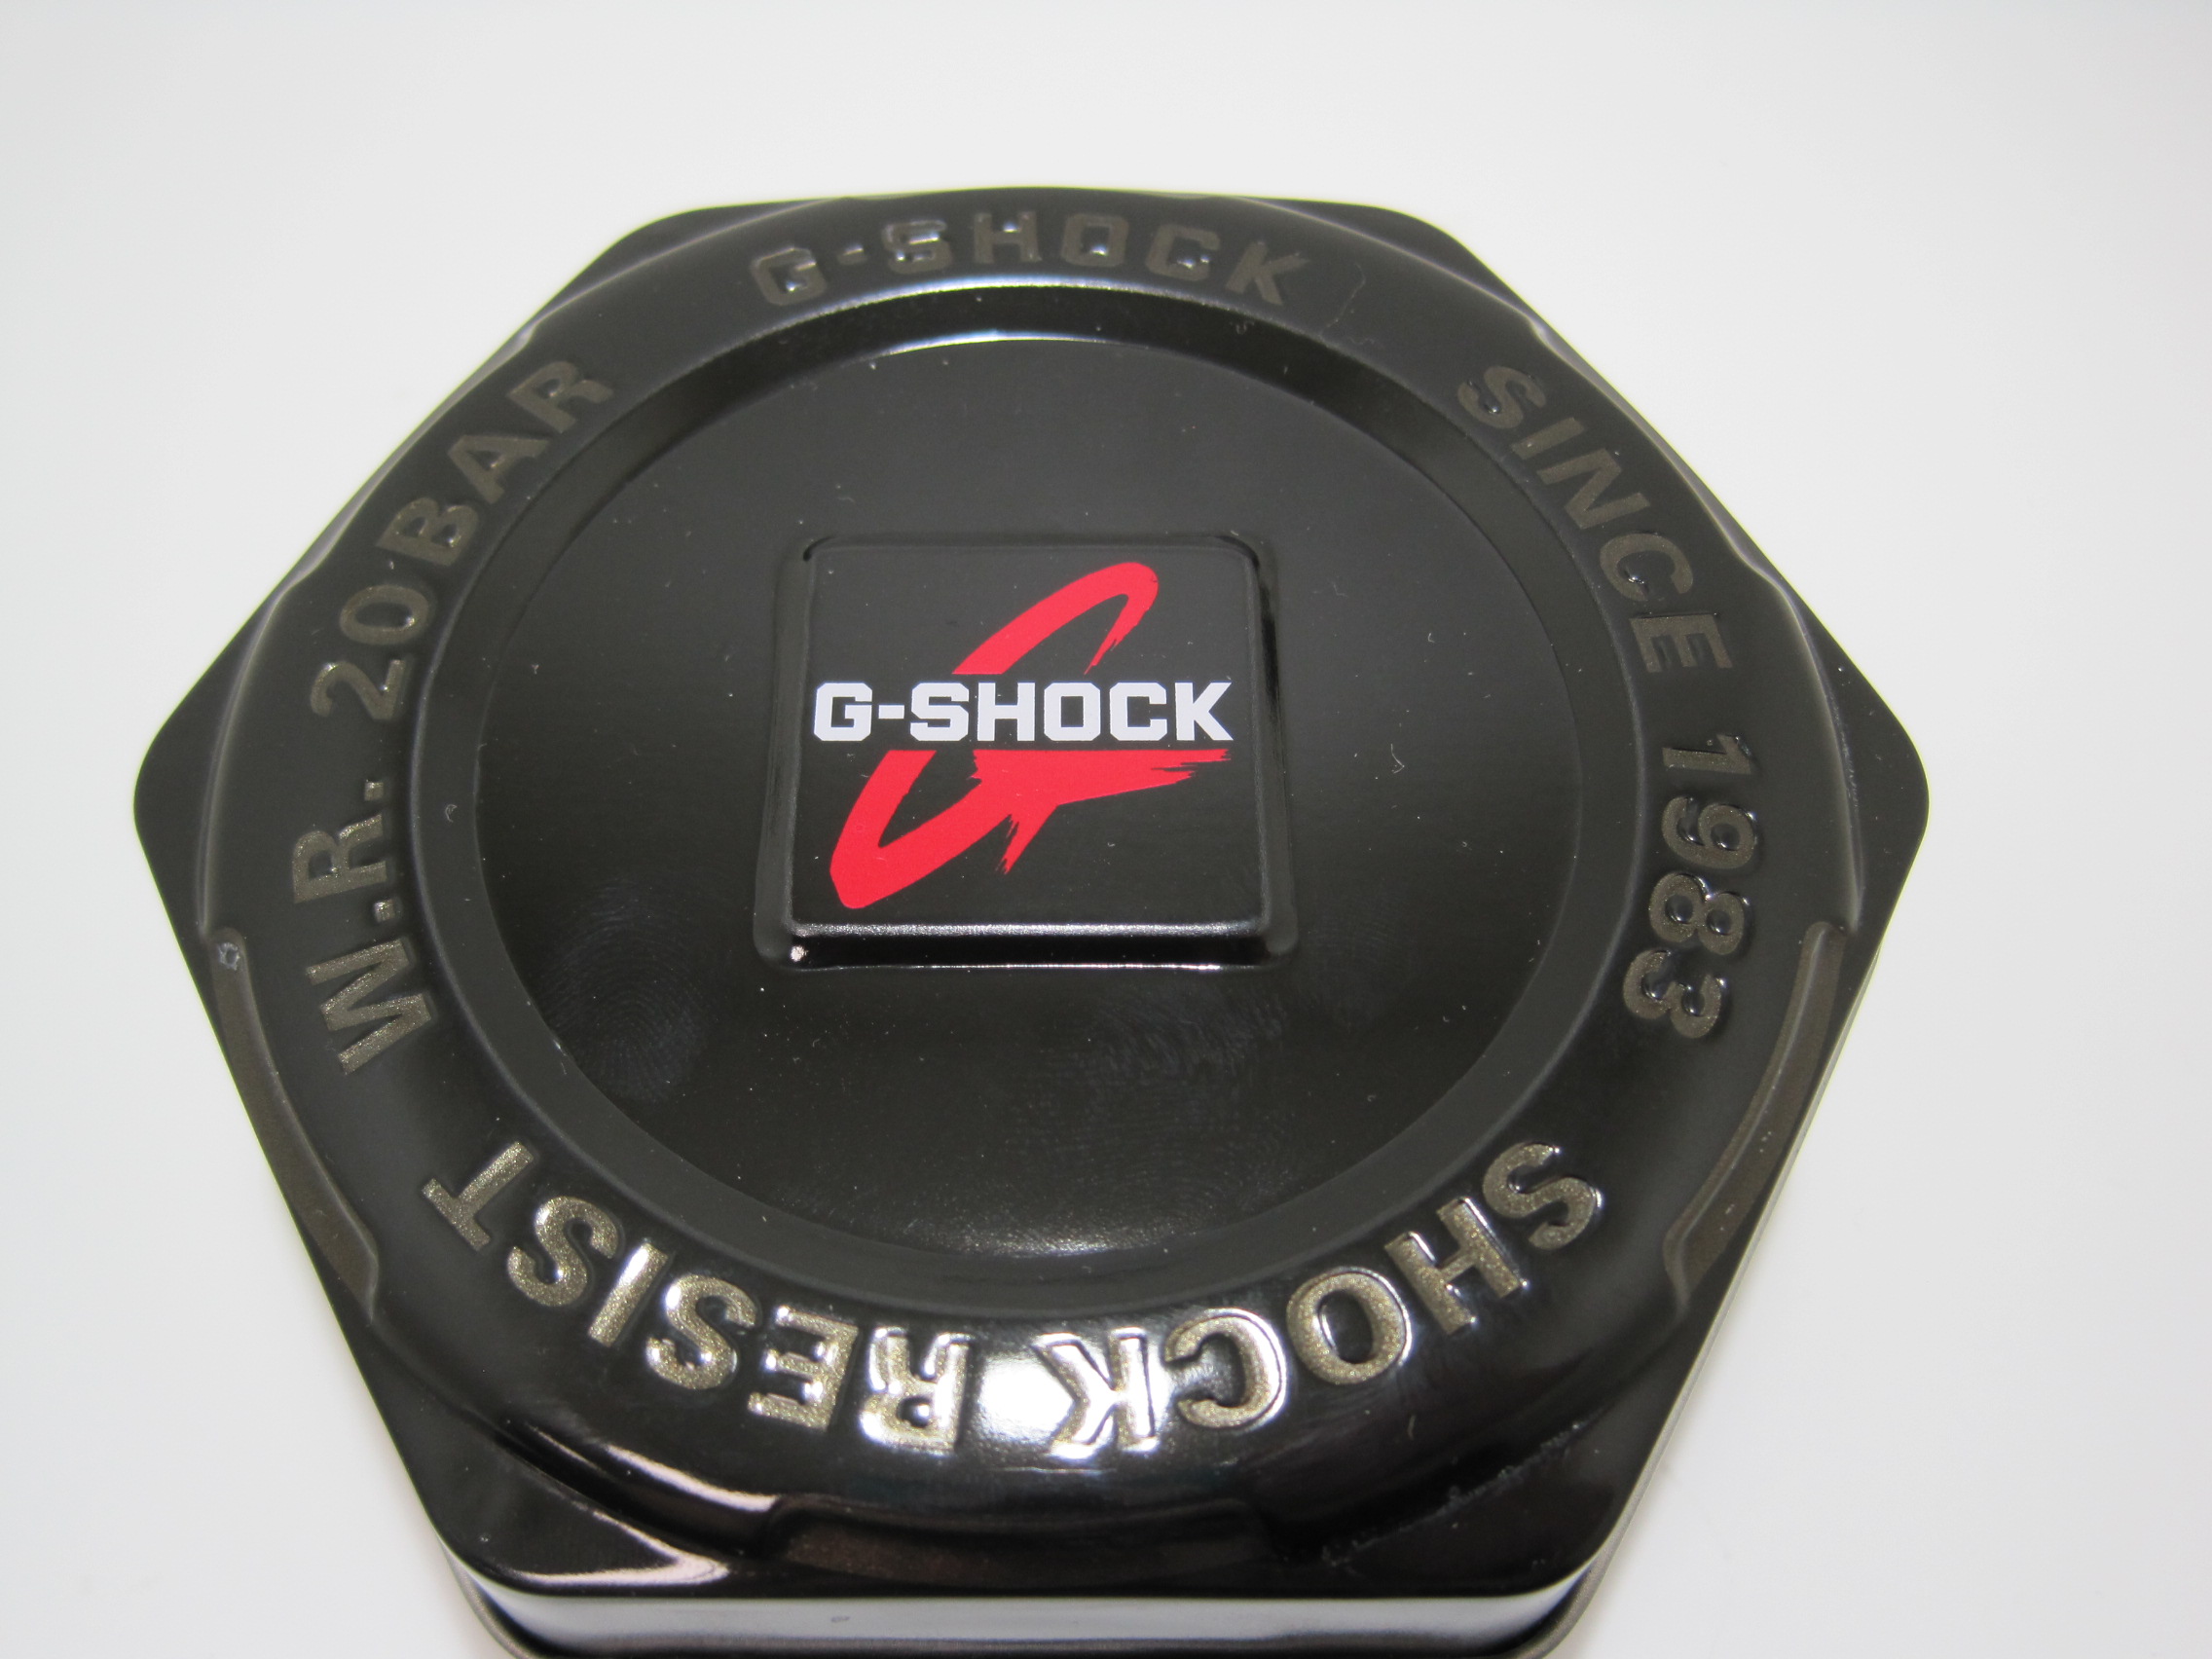 G-SHOCK
SINCE 1983
SHOCK RESIST
W.R. 20BAR
G-SHOCK